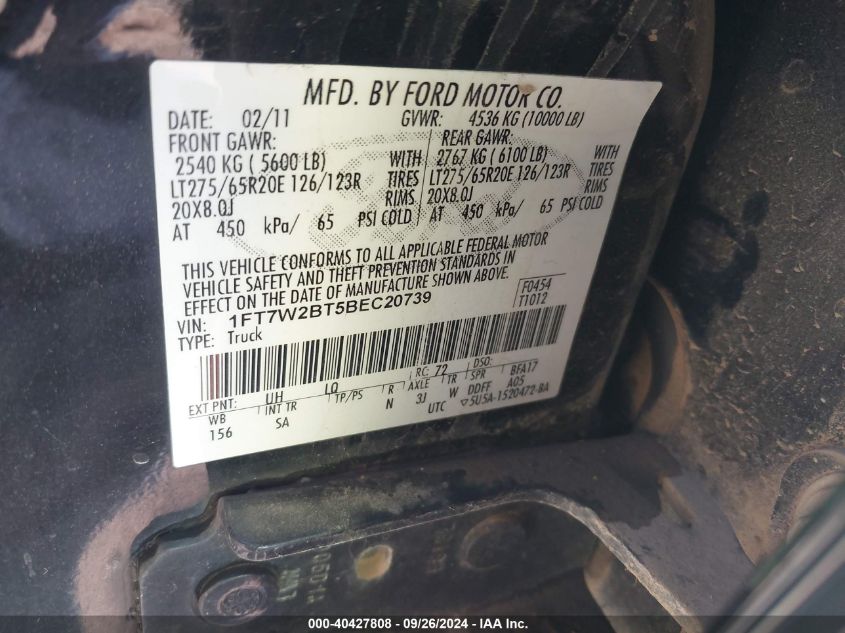 MFD. BY FORD MOTOR CO.
DATE: 02/11 GVWR: 4536 KG (10000 LB)
FRONT GAWR: REAR GAWR:
2540 KG ( 5600 LB) WITH 2767 KG ( 6100 LB) WITH
LT275/65R20E 126/123R TIRES LT275/65R20E 126/123R TIRES
20X8.0J RIMS 20X8.0J RIMS
AT 450 kPa/ 65 PSI COLD AT 450 kPa/ 65 PSI COLD
THIS VEHICLE CONFORMS TO ALL APPLICABLE FEDERAL MOTOR
VEHICLE SAFETY AND THEFT PREVENTION STANDARDS IN
EFFECT ON THE DATE OF MANUFACTURE SHOWN ABOVE.
F0454
T1012
VIN: 1FT7W2BT5BEC20739
TYPE: Truck
EXT PNT: UH LQ RC: 72 DSO:
WB INT TR TP/PS R AXLE TR SPR BFA17
156 SA N 3J W DDFF A05
UTC 5U5A-1520472-BA
000-40427808 - 09/26/2024 - IAA Inc.